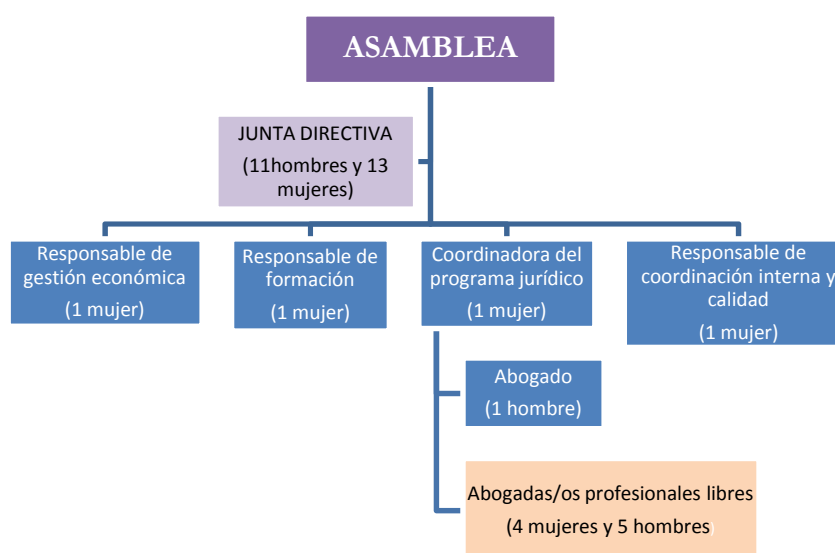 ASAMBLEA
JUNTA DIRECTIVA
(11hombres y 13
mujeres)
Responsable de
gestión económica
(1 mujer)
Responsable de
formación
(1 mujer)
Coordinadora del
programa jurídico
(1 mujer)
Responsable de
coordinación interna y
calidad
(1 mujer)
Abogado
(1 hombre)
Abogadas/os profesionales libres
(4 mujeres y 5 hombres)